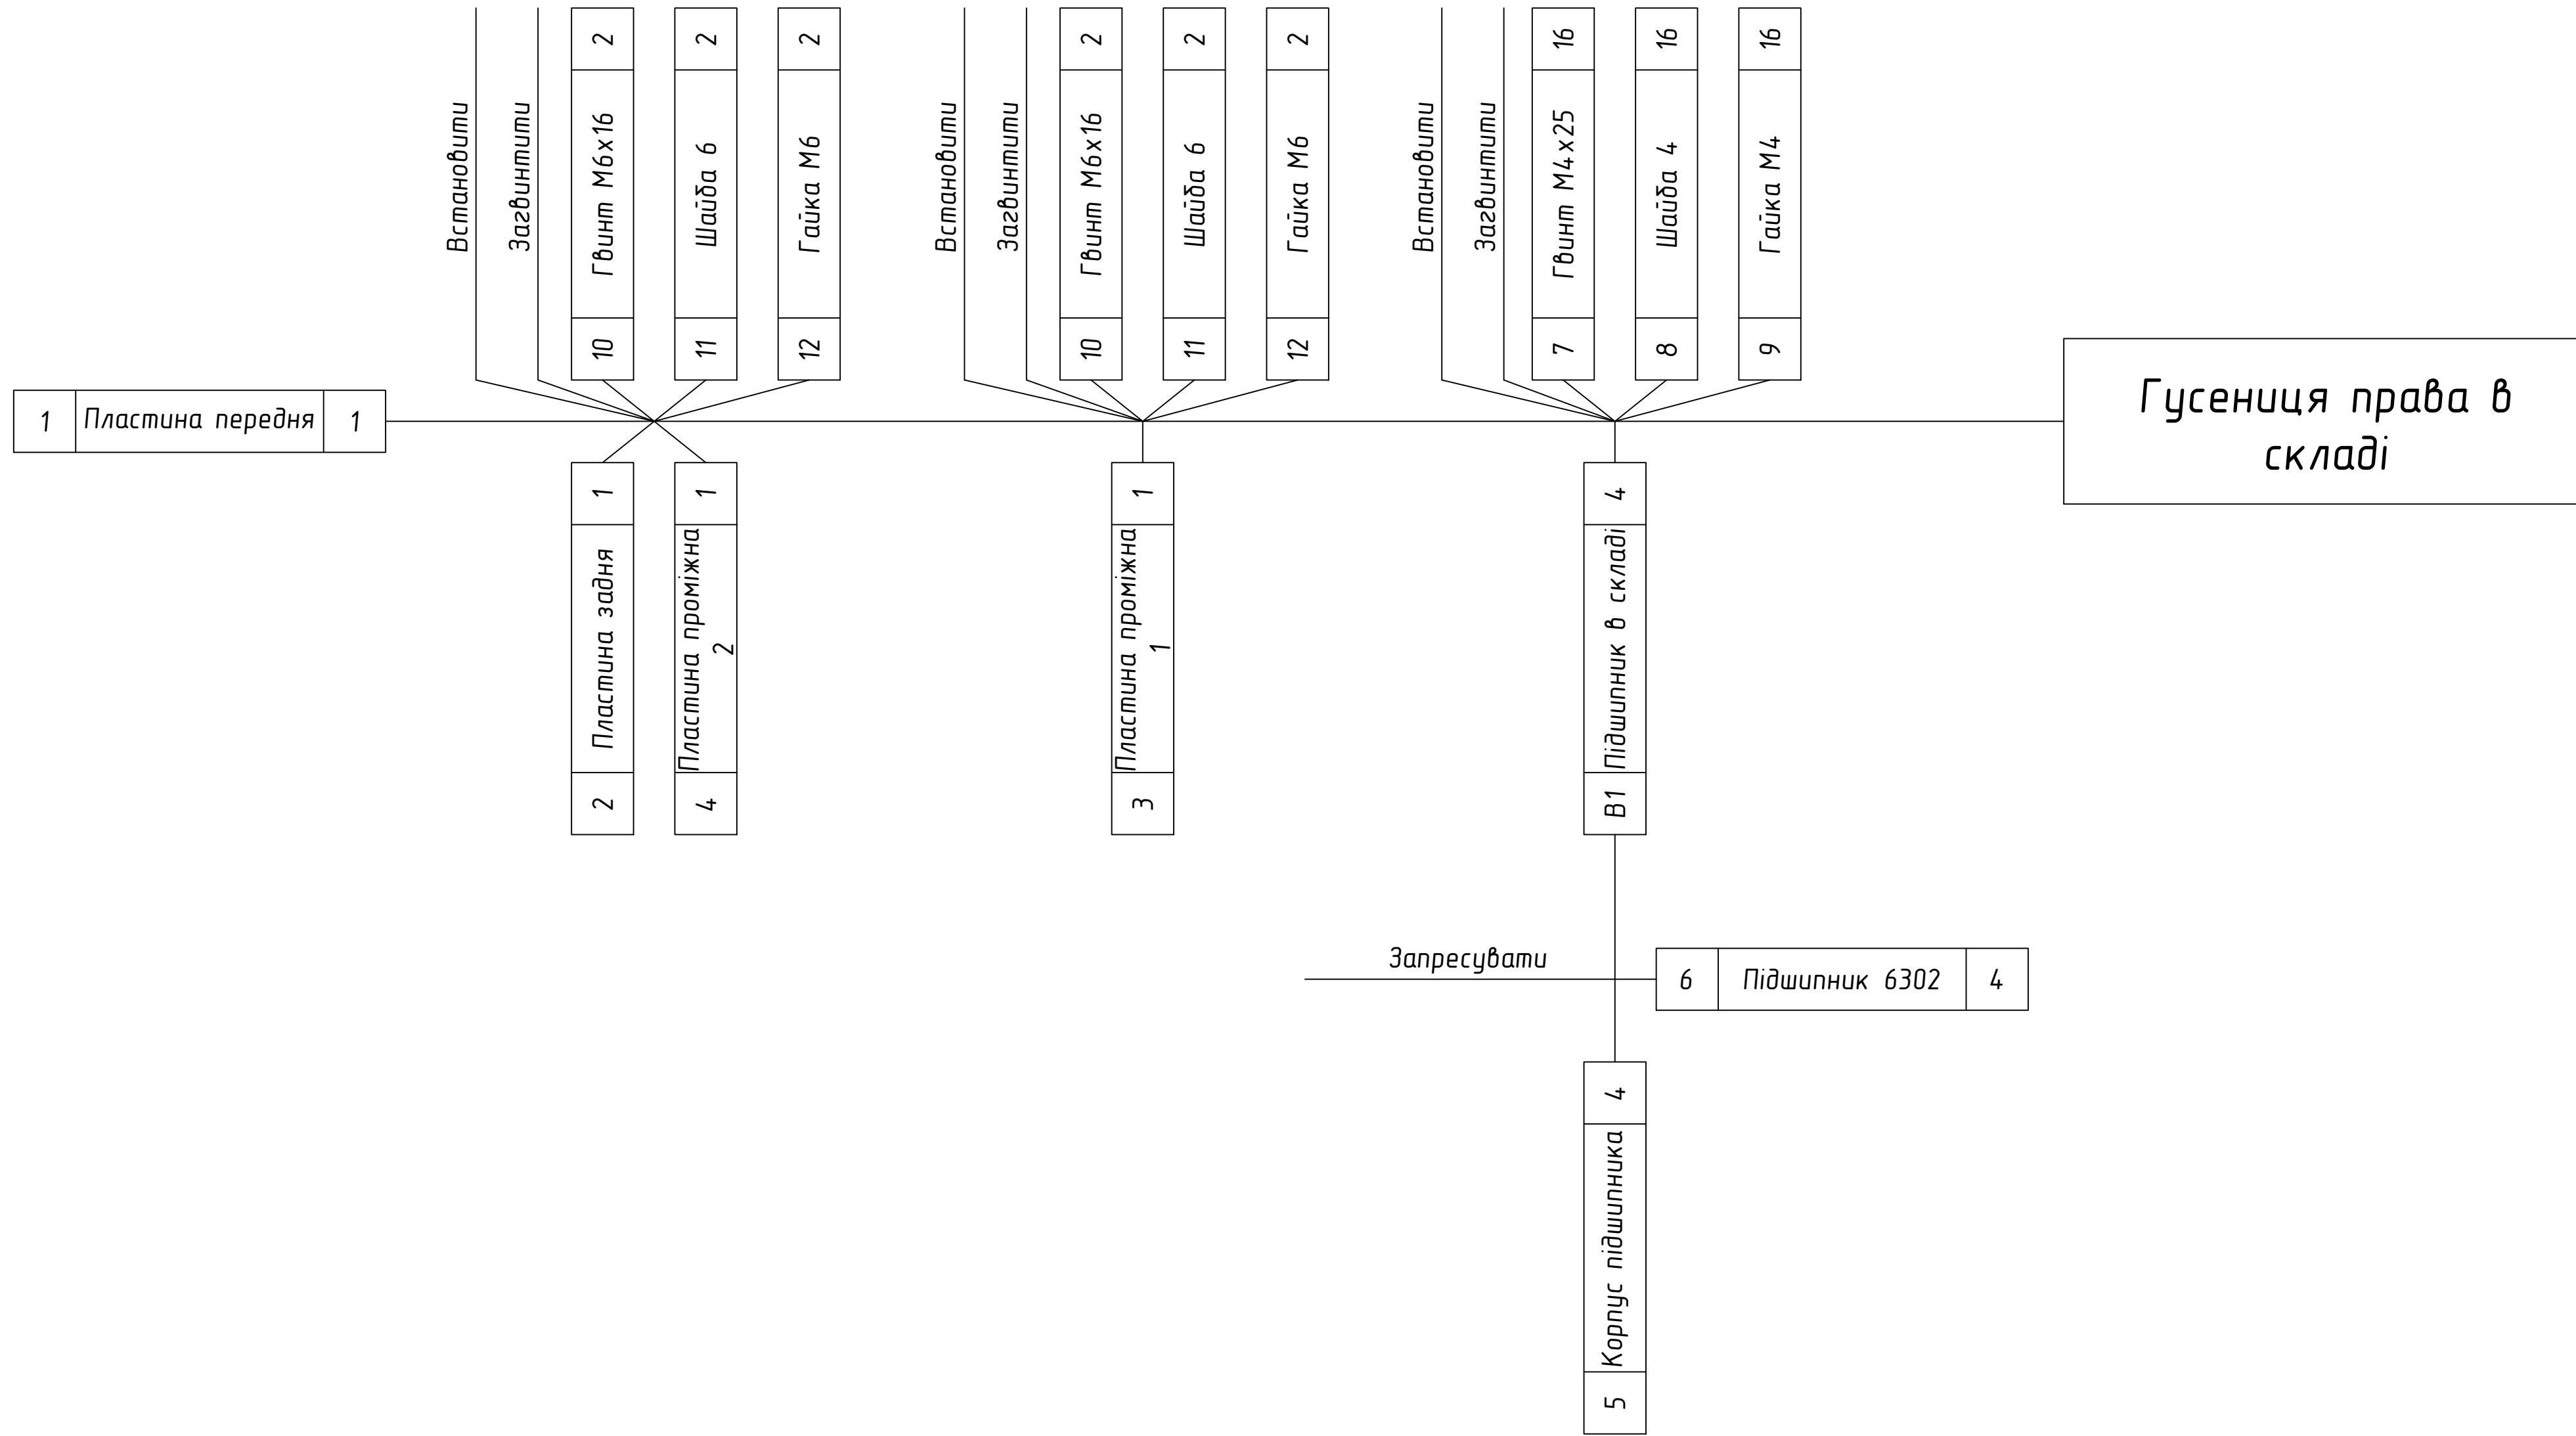 1
Пластина передня
1
Встановити
Загвинтити
10
Гвинт М6х16
2
11
Шайба 6
2
12
Гайка М6
2
2
Пластина задня
1
4
Пластина проміжна
2
1
Встановити
Загвинтити
10
Гвинт М6х16
2
11
Шайба 6
2
12
Гайка М6
2
3
Пластина проміжна
1
1
Встановити
Загвинтити
7
Гвинт М4х25
16
8
Шайба 4
16
9
Гайка М4
16
В1
Підшипник в складі
4
Запресувати
6
Підшипник 6302
4
5
Корпус підшипника
4
Гусениця права в
складі